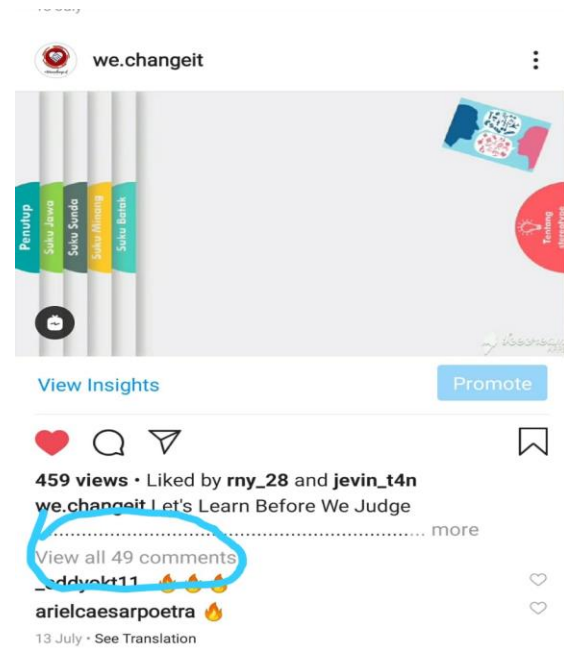 we.changeit
Penutup
Suku Jawa
Suku Sunda
Suku Minang
Suku Batak
Tentang
stereotype
View Insights
Promote
459 views • Liked by rny_28 and jevin_t4n
we.changeit Let's Learn Before We Judge
........................................................... more
View all 49 comments
🔥🔥🔥
arielcaesarpoetra 🔥
13 July • See Translation